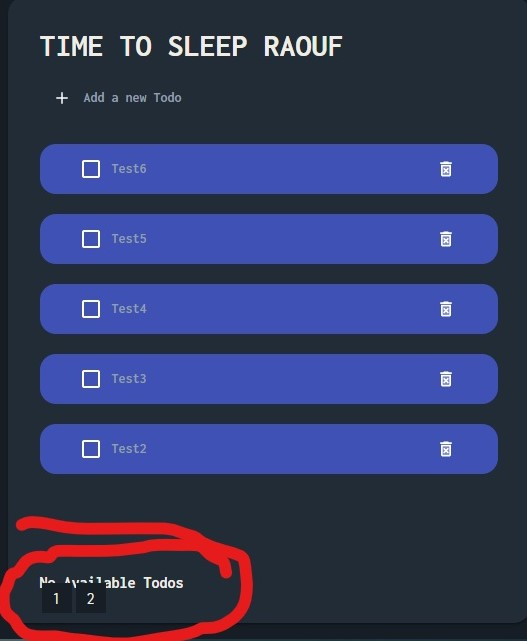 TIME TO SLEEP RAOUF
Add a new Todo
Test6
Test5
Test4
Test3
Test2
No Available Todos
1 2